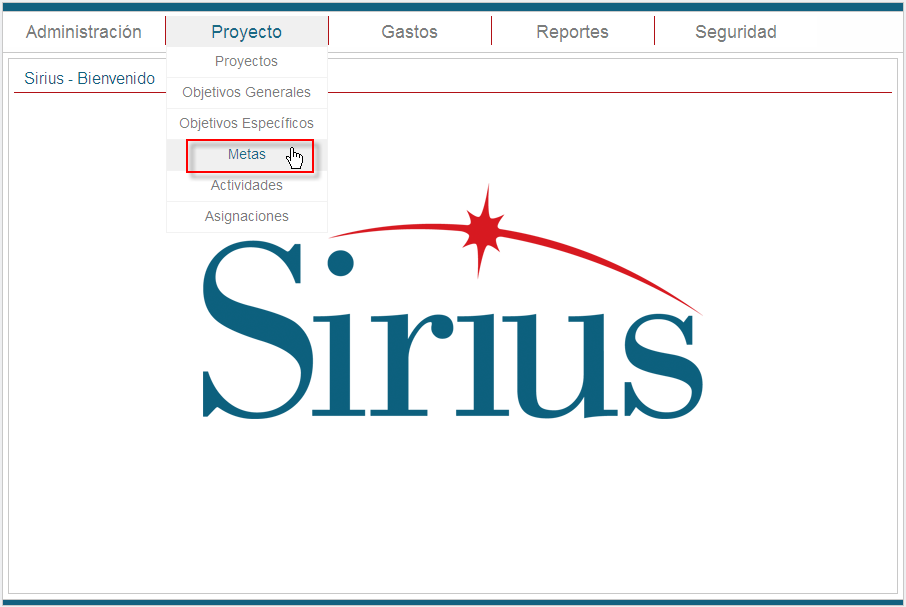 Administración Proyecto Gastos Reportes Seguridad
Proyectos
Sirius - Bienvenido
Objetivos Generales
Objetivos Específicos
Metas
Actividades
Asignaciones
Sirius